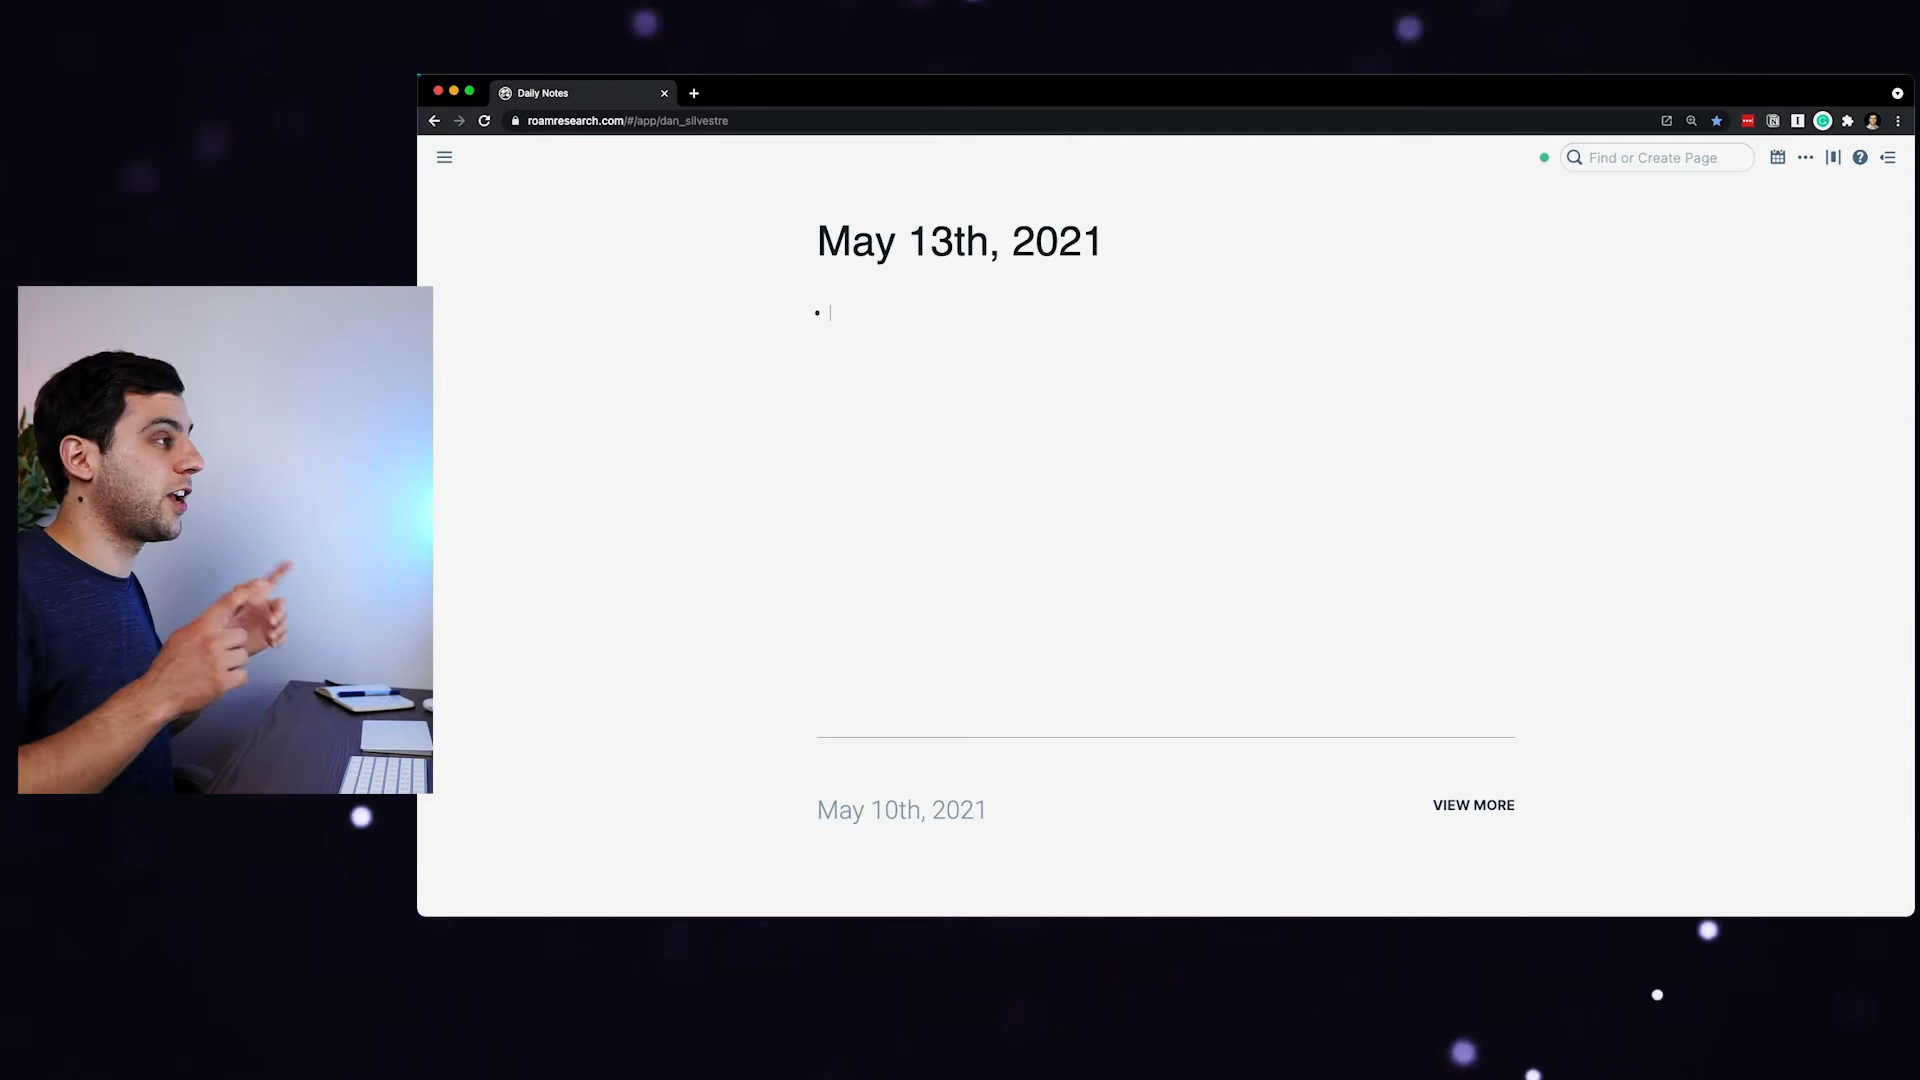 Daily Notes
roamresearch.com/#/app/dan_silvestre
Find or Create Page
May 13th, 2021
May 10th, 2021
VIEW MORE